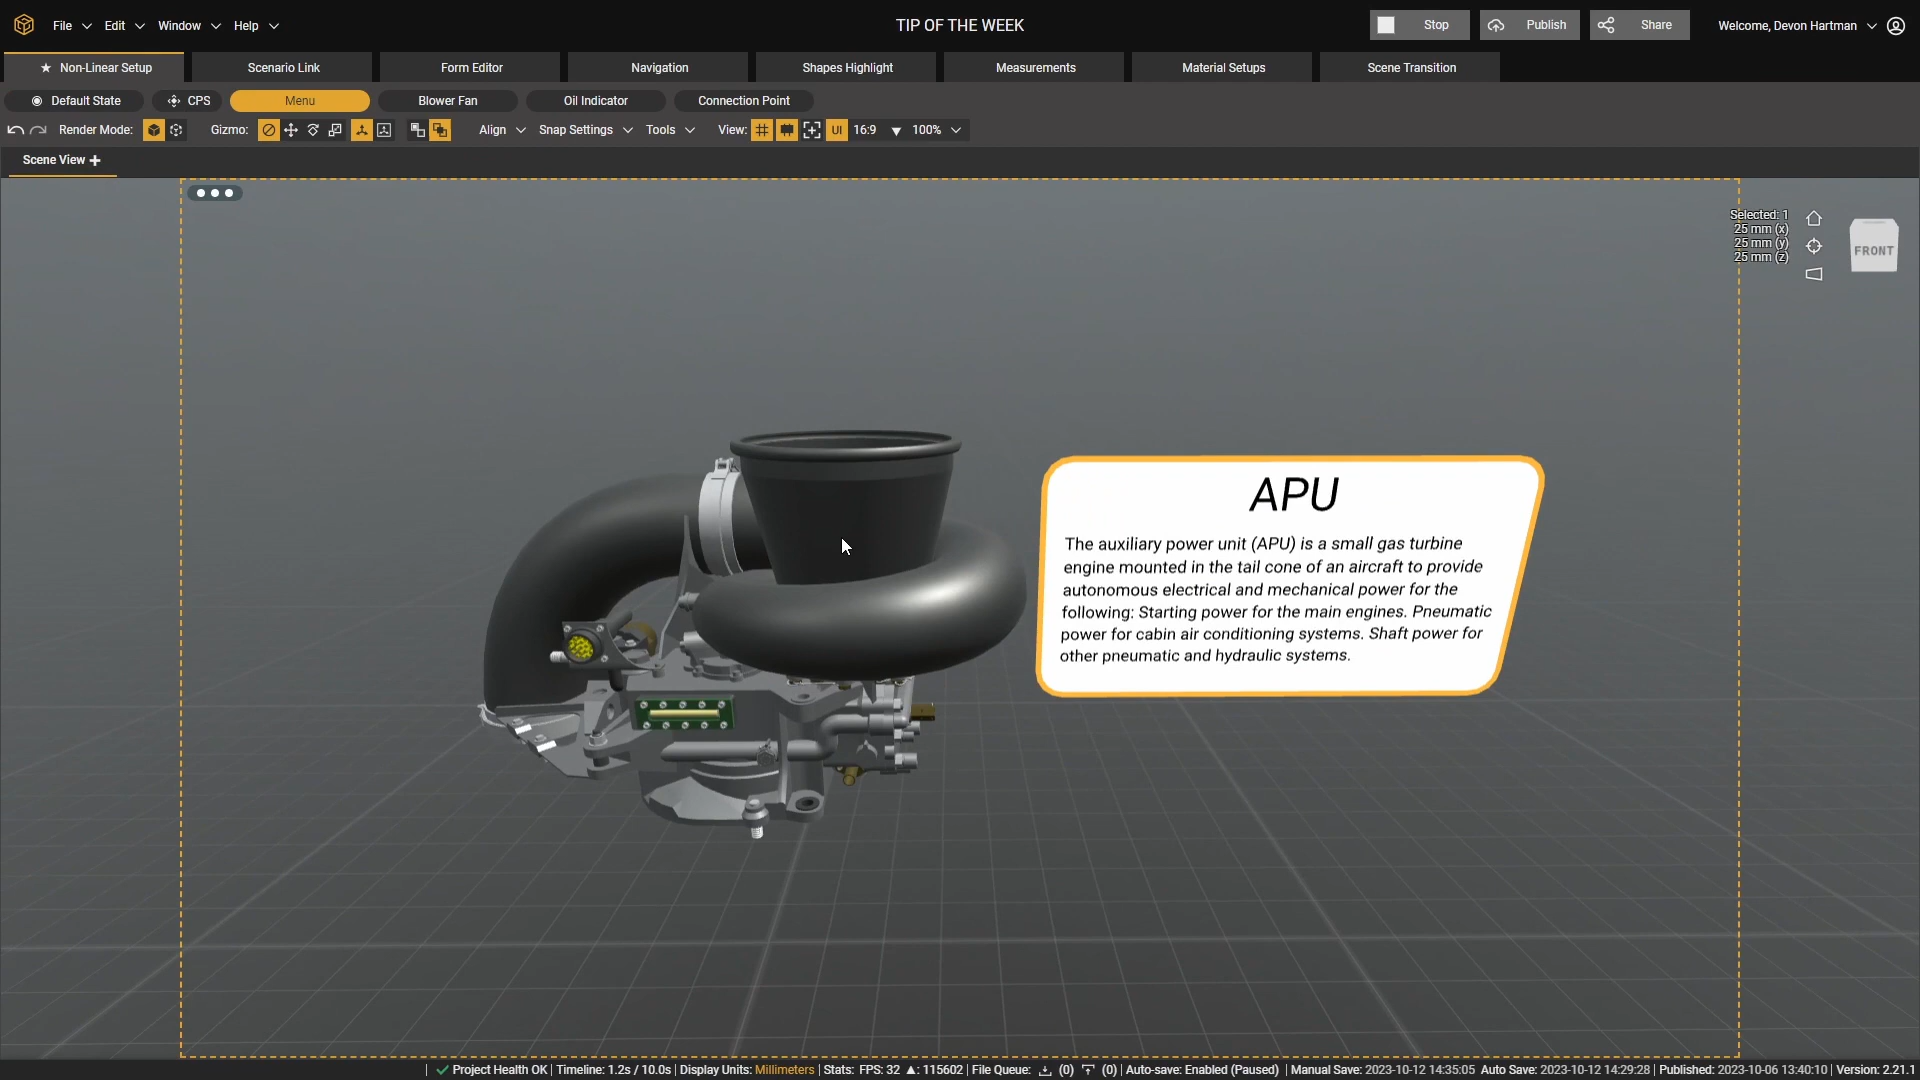 File Edit Window Help TIP OF THE WEEK Stop Publish Share Welcome, Devon Hartman
Non-Linear Setup Scenario Link Form Editor Navigation Shapes Highlight Measurements Material Setups Scene Transition
Default State CPS Menu Blower Fan Oil Indicator Connection Point
Render Mode: Gizmo: Align Snap Settings Tools View: UI 16:9 100%
Scene View
Selected: 1
25 mm (x)
25 mm (y)
25 mm (z)
FRONT
APU
The auxiliary power unit (APU) is a small gas turbine
engine mounted in the tail cone of an aircraft to provide
autonomous electrical and mechanical power for the
following: Starting power for the main engines. Pneumatic
power for cabin air conditioning systems. Shaft power for
other pneumatic and hydraulic systems.
Project Health OK | Timeline: 1.2s / 10.0s | Display Units: Millimeters | Stats: FPS: 32 ▲: 115602 | File Queue: (0) (0) | Auto-save: Enabled (Paused) | Manual Save: 2023-10-12 14:35:05 Auto Save: 2023-10-12 14:29:28 | Published: 2023-10-06 13:40:10 | Version: 2.21.1